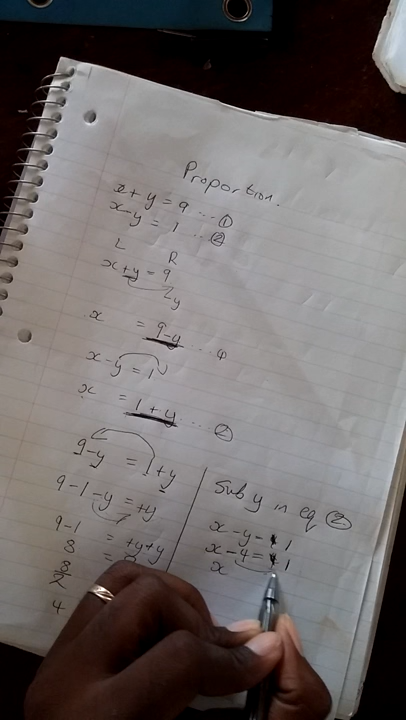 Proportion.
x + y = 9 ... ①
x - y = 1 ... ②
L R
x + y = 9
x = 9 - y
x - y = 1
x = 1 + y ... ②
9 - y = 1 + y
9 - 1 - y = +y
9 - 1 = +y + y
8 =
8
2
4
Sub y in eq ②
x - y = 1
x - 4 = 1
x